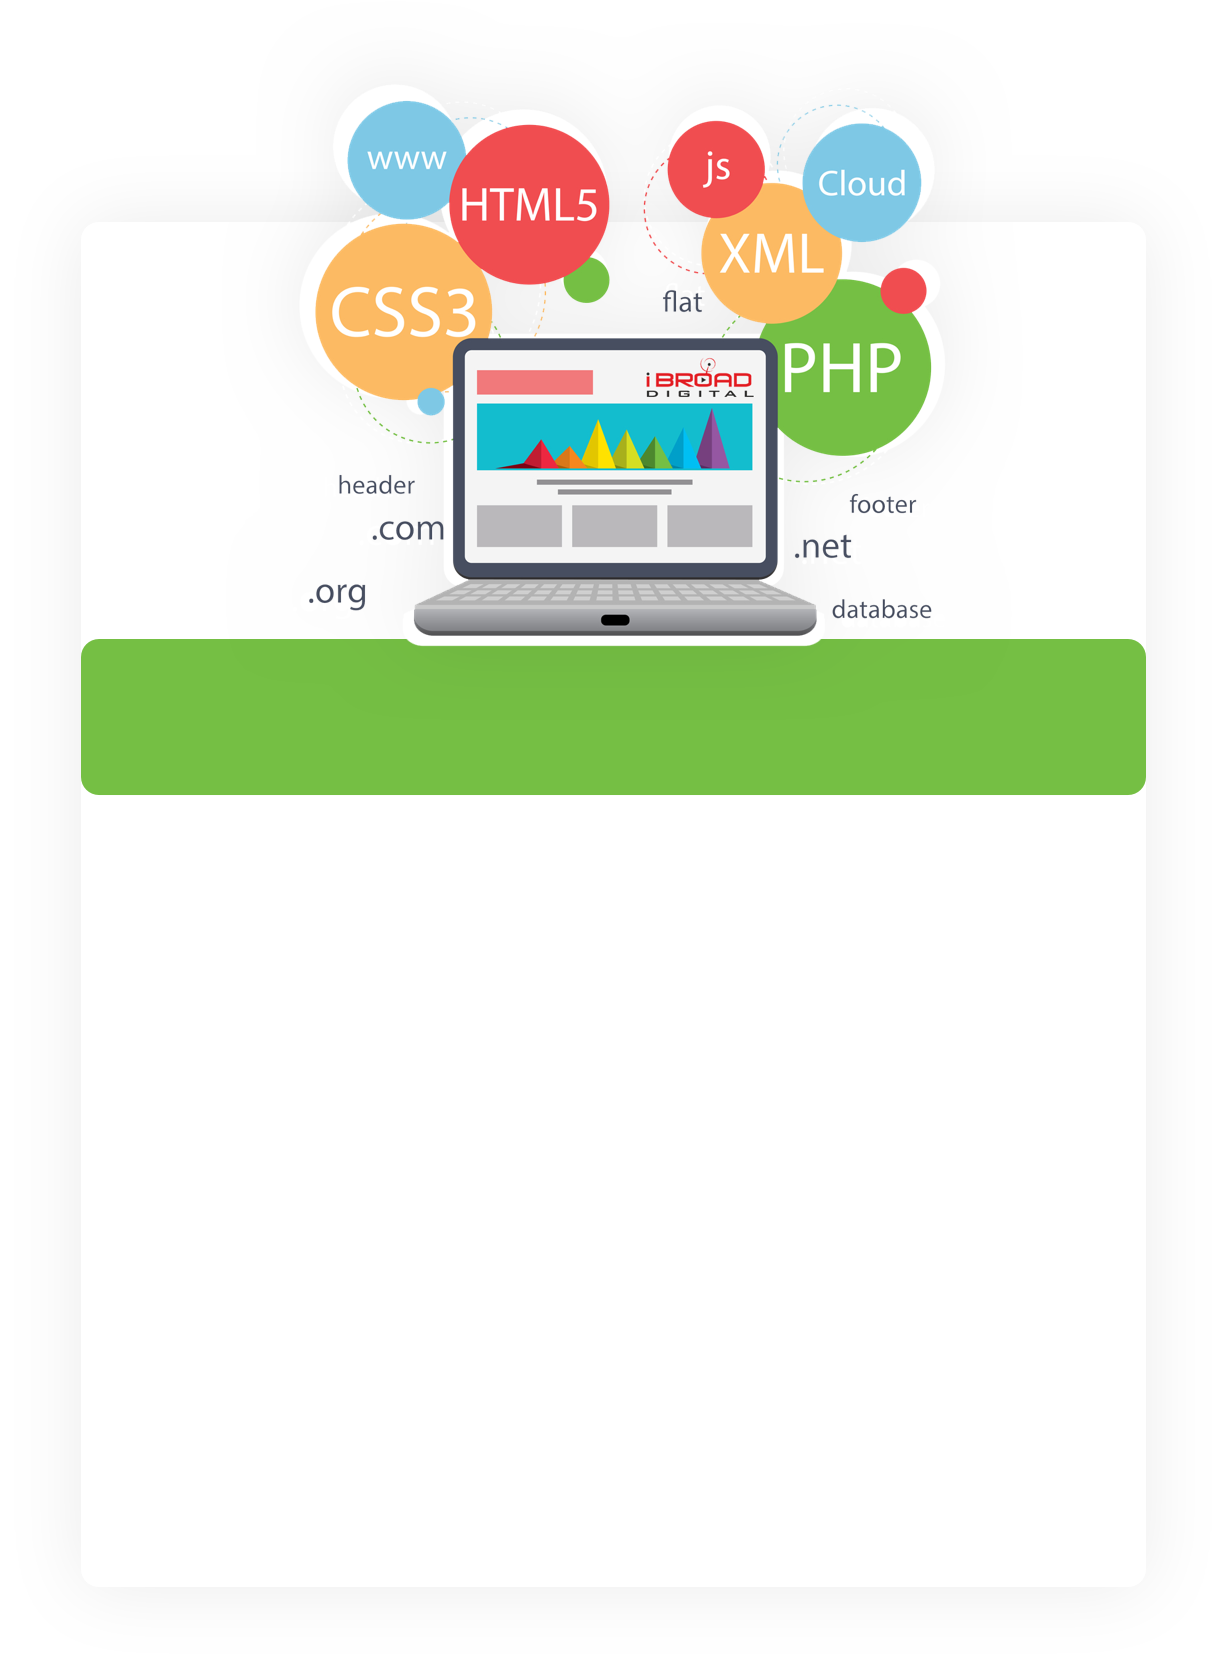 www
HTML5
js
Cloud
XML
CSS3
flat
PHP
iBROAD
DIGITAL
header
footer
.com
.net
.org
database